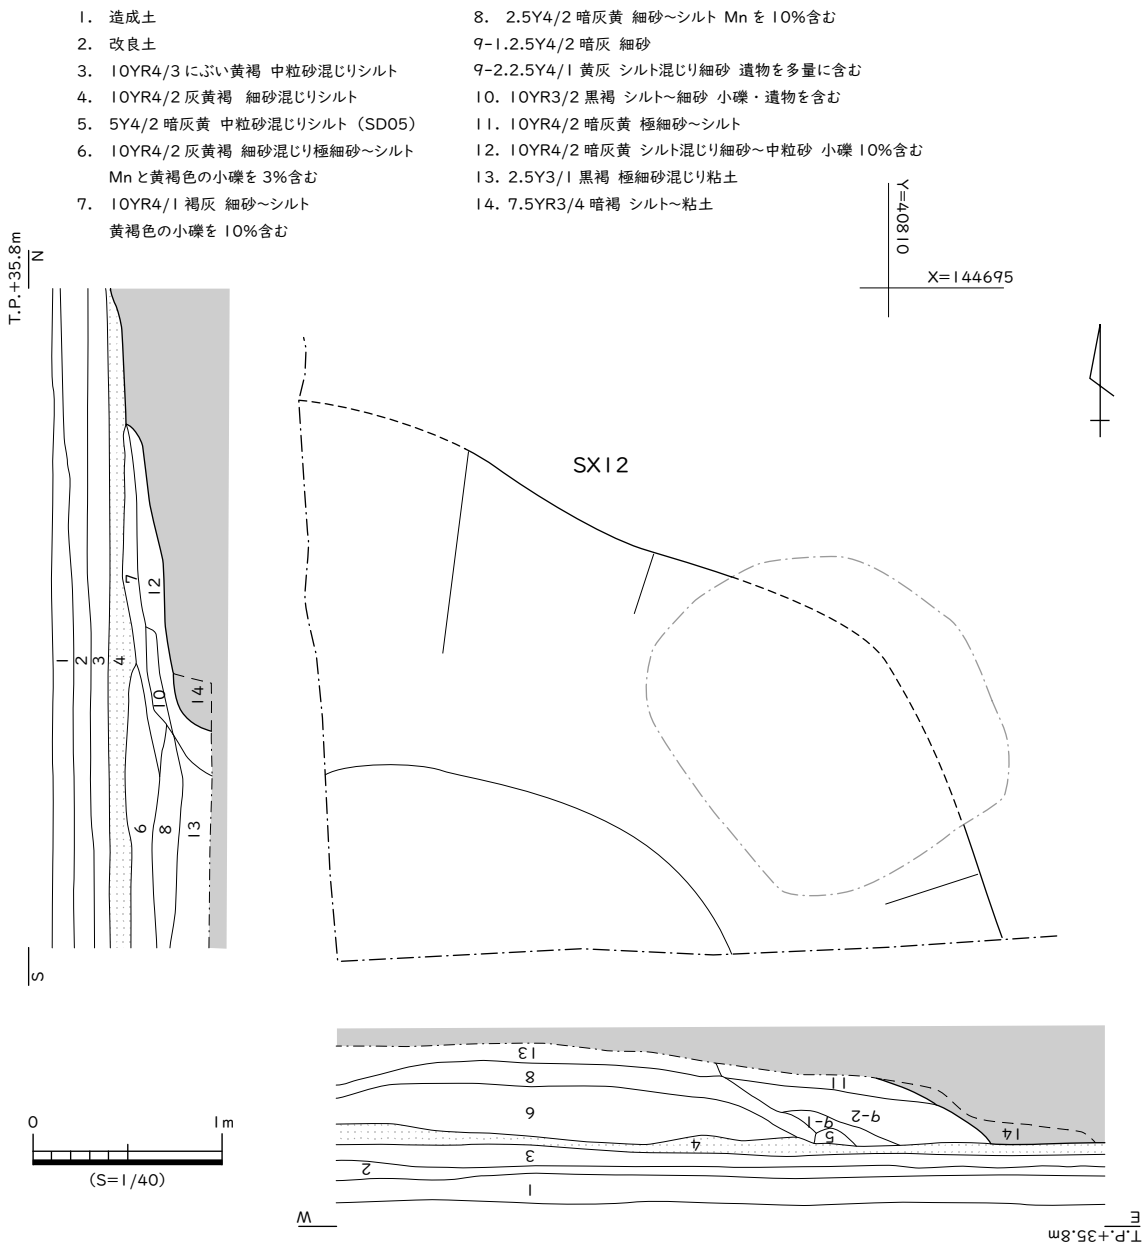 1. 造成土
2. 改良土
3. 10YR4/3 にぶい黄褐 中粒砂混じりシルト
4. 10YR4/2 灰黄褐 細砂混じりシルト
5. 5Y4/2 暗灰黄 中粒砂混じりシルト（SD05）
6. 10YR4/2 灰黄褐 細砂混じり極細砂～シルト
Mn と黄褐色の小礫を 3%含む
7. 10YR4/1 褐灰 細砂～シルト
黄褐色の小礫を 10%含む
8. 2.5Y4/2 暗灰黄 細砂～シルト Mn を 10%含む
9-1.2.5Y4/2 暗灰 細砂
9-2.2.5Y4/1 黄灰 シルト混じり細砂 遺物を多量に含む
10. 10YR3/2 黒褐 シルト～細砂 小礫・遺物を含む
11. 10YR4/2 暗灰黄 極細砂～シルト
12. 10YR4/2 暗灰黄 シルト混じり細砂～中粒砂 小礫 10%含む
13. 2.5Y3/1 黒褐 極細砂混じり粘土
14. 7.5YR3/4 暗褐 シルト～粘土
Y=40810
X=144695
T.P.+35.8m
N
SX12
1
2
3
4
7
12
10
14
6
8
13
S
13
8
6
11
9-2
9-1
5
14
4
3
2
1
0
1m
(S=1/40)
W
E
T.P.+35.8m